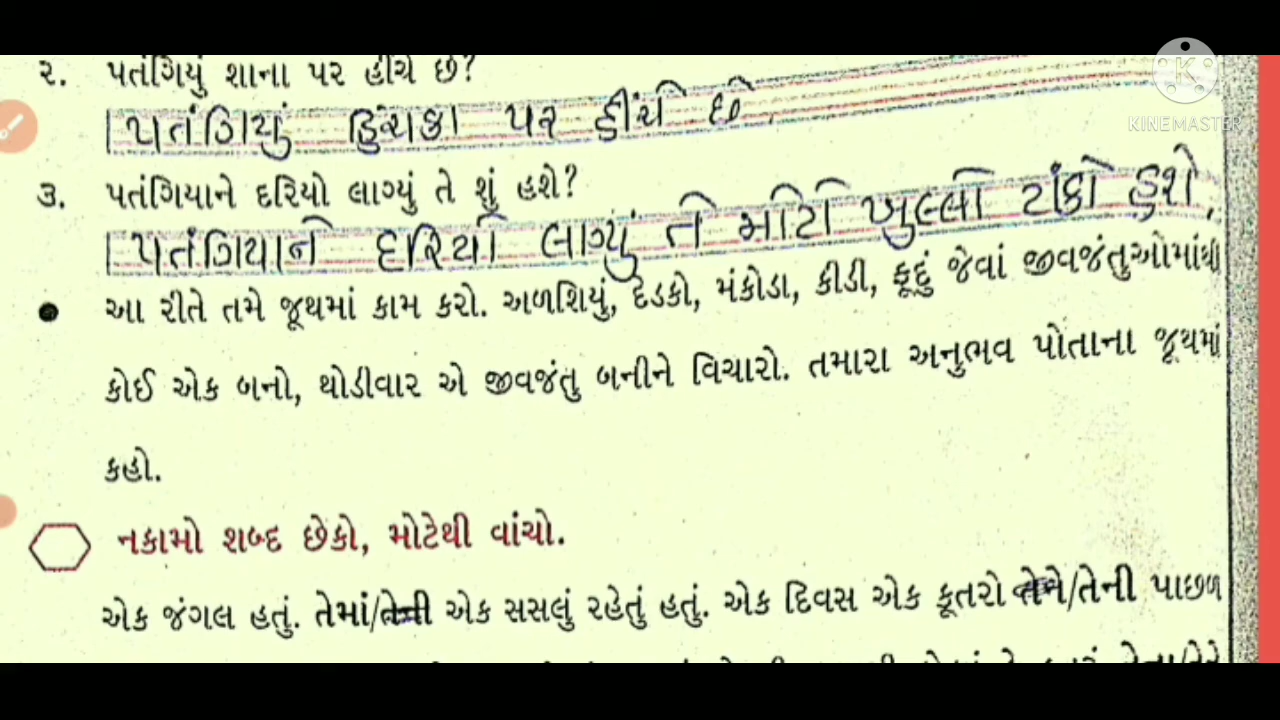 ૨. પતંગિયું શાના પર હીંચે છે?
KINEMASTER
પતંગિયું હિચકા પર હીંચે છે.
૩. પતંગિયાને દરિયો લાગ્યું તે શું હશે?
પતંગિયાને દરિયો લાગ્યું તે મોટો ખુલ્લો ટાંકો હશે.
આ રીતે તમે જૂથમાં કામ કરો. અળશિયું, દેડકો, મંકોડા, કીડી, ફૂદું જેવાં જીવજંતુઓમાંથી
કોઈ એક બનો, થોડીવાર એ જીવજંતુ બનીને વિચારો. તમારા અનુભવ પોતાના જૂથમાં
કહો.
નકામો શબ્દ છેકો, મોટેથી વાંચો.
એક જંગલ હતું. તેમાં/તેની એક સસલું રહેતું હતું. એક દિવસ એક કૂતરો તેને/તેની પાછળ